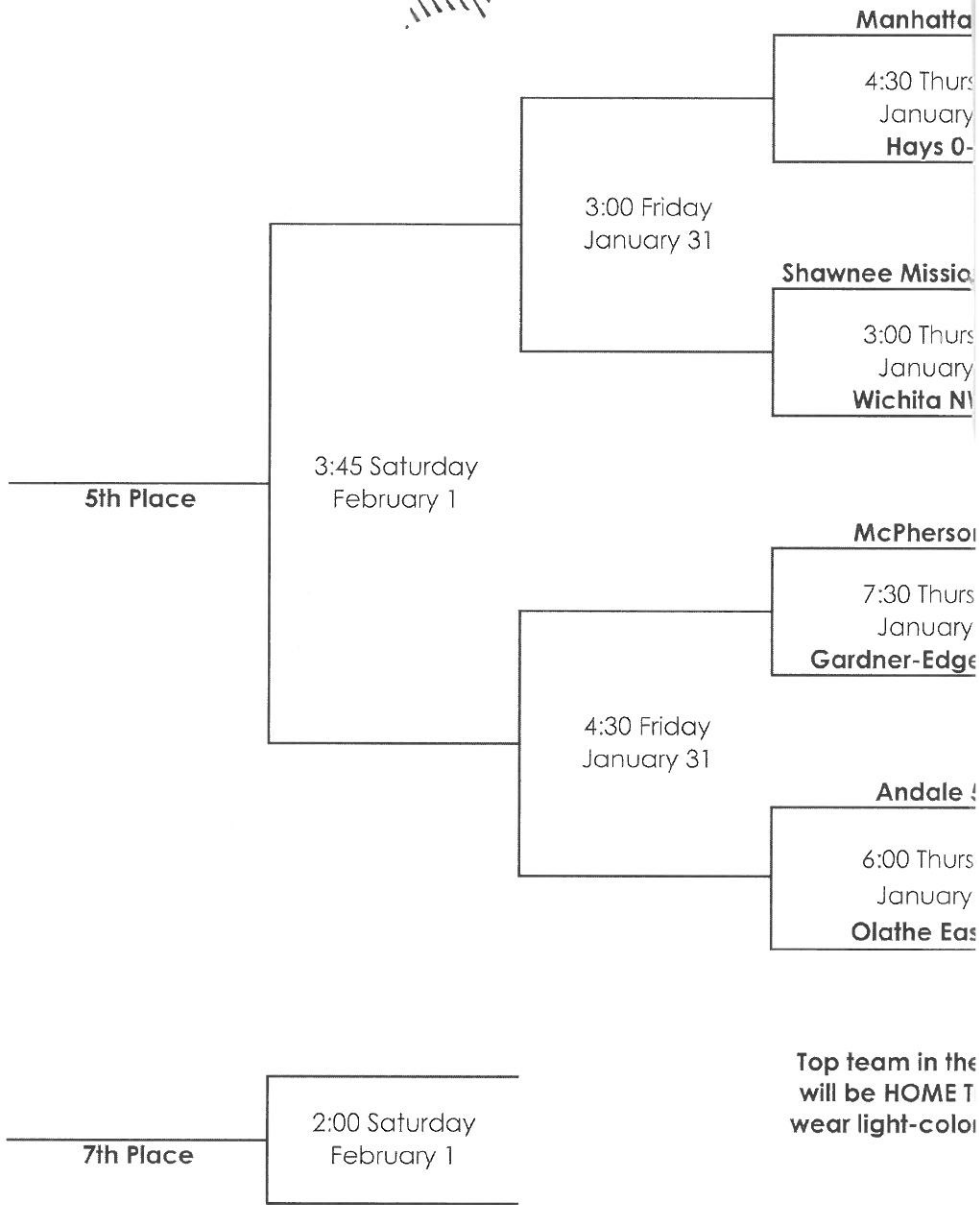 Manhatta
4:30 Thurs
January
Hays 0-
3:00 Friday
January 31
Shawnee Missio
3:00 Thurs
January
Wichita N
3:45 Saturday
February 1
5th Place
McPherso
7:30 Thurs
January
Gardner-Edge
4:30 Friday
January 31
Andale
6:00 Thurs
January
Olathe Eas
Top team in the
will be HOME T
wear light-color
2:00 Saturday
February 1
7th Place